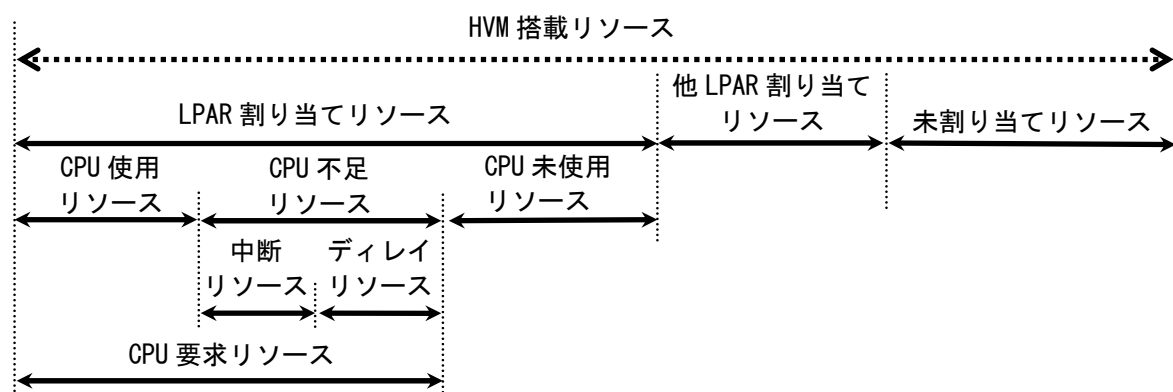 HVM 搭載リソース
他 LPAR 割り当て
リソース
LPAR 割り当てリソース
未割り当てリソース
CPU 使用
リソース
CPU 不足
リソース
CPU 未使用
リソース
中断
リソース
ディレイ
リソース
CPU 要求リソース